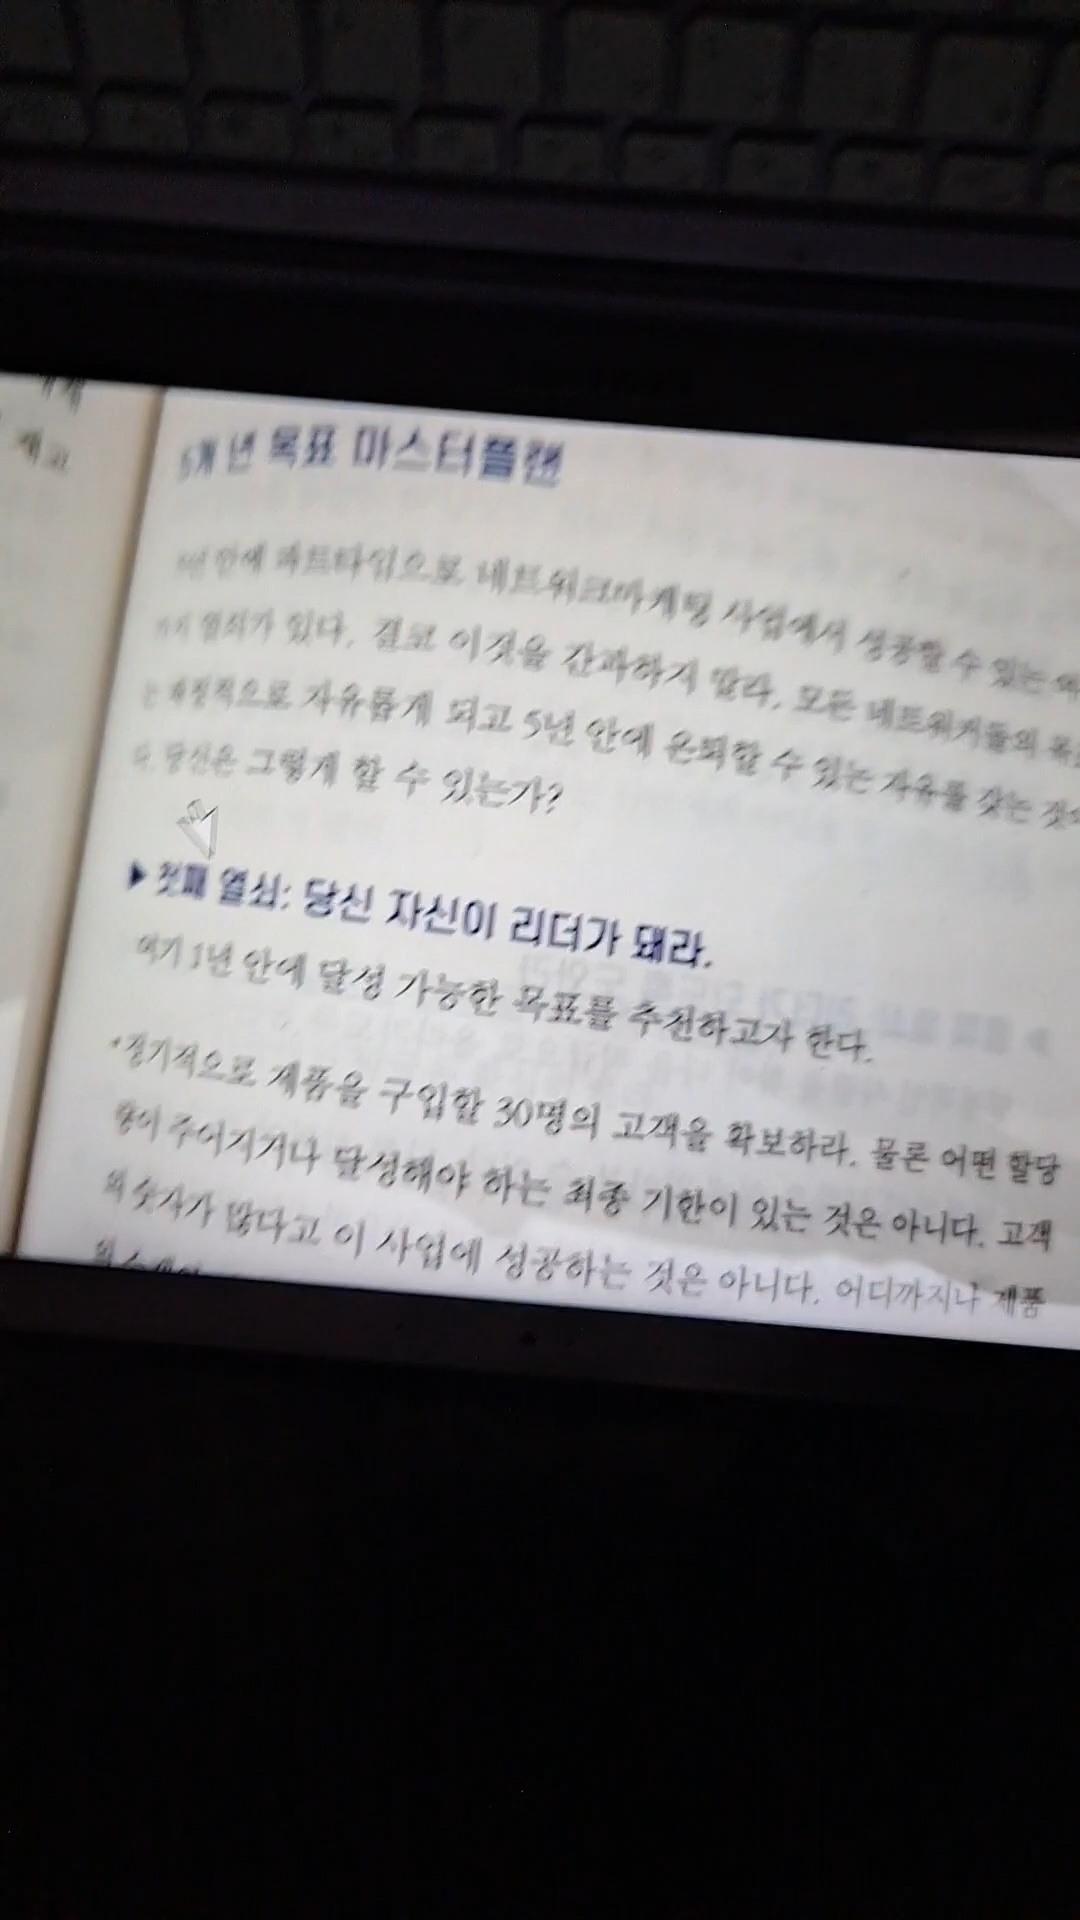 5개년 목표 마스터플랜
안에 파트타임으로 네트워크마케팅 사업에서 성공할 수 있는
열쇠가 있다. 결코 이것을 간과하지 말라. 모든 네트워커들의
재정적으로 자유롭게 되고 5년 안에 은퇴할 수 있는 자유를 갖는
다. 당신은 그렇게 할 수 있는가?
▶ 첫째 열쇠: 당신 자신이 리더가 돼라.
여기 1년 안에 달성 가능한 목표를 추천하고자 한다.
•정기적으로 제품을 구입할 30명의 고객을 확보하라. 물론 어떤 할당
량이 주어지거나 달성해야 하는 최종 기한이 있는 것은 아니다. 고객
의 숫자가 많다고 이 사업에 성공하는 것은 아니다. 어디까지나 제품